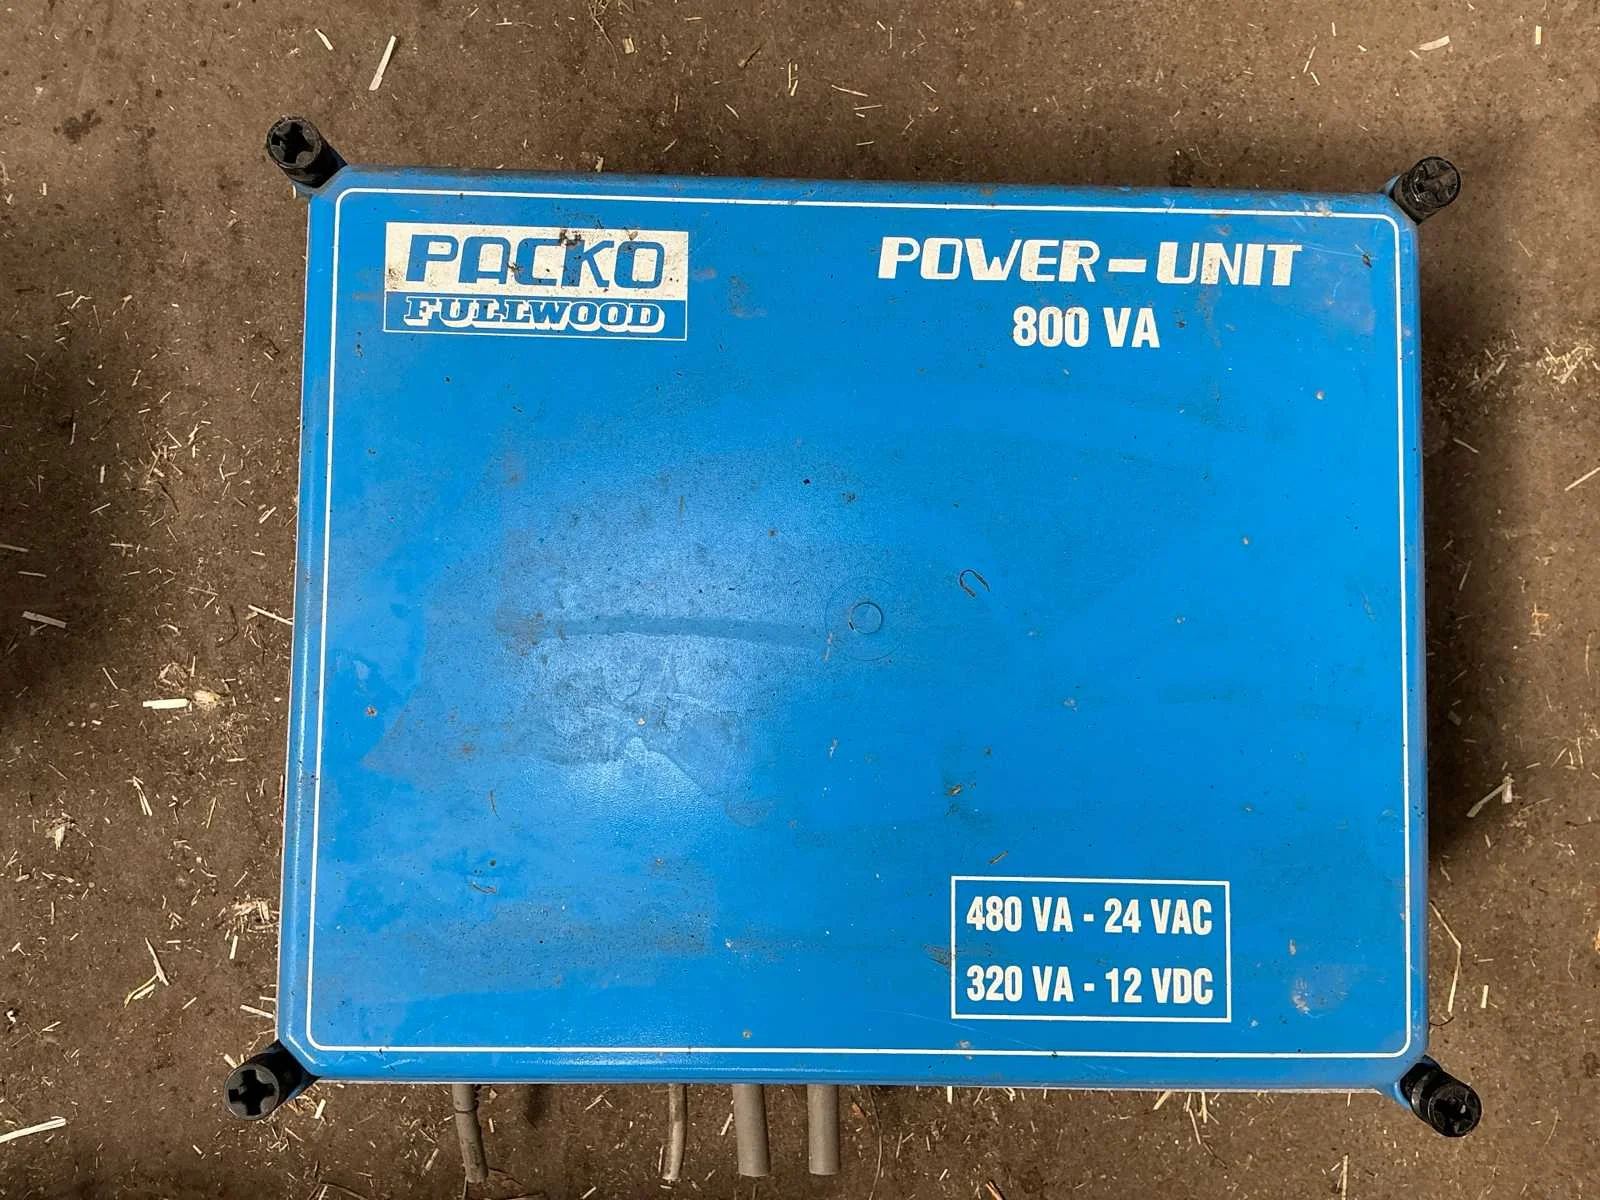 PACKO
FULLWOOD
POWER-UNIT
800 VA
480 VA - 24 VAC
320 VA - 12 VDC